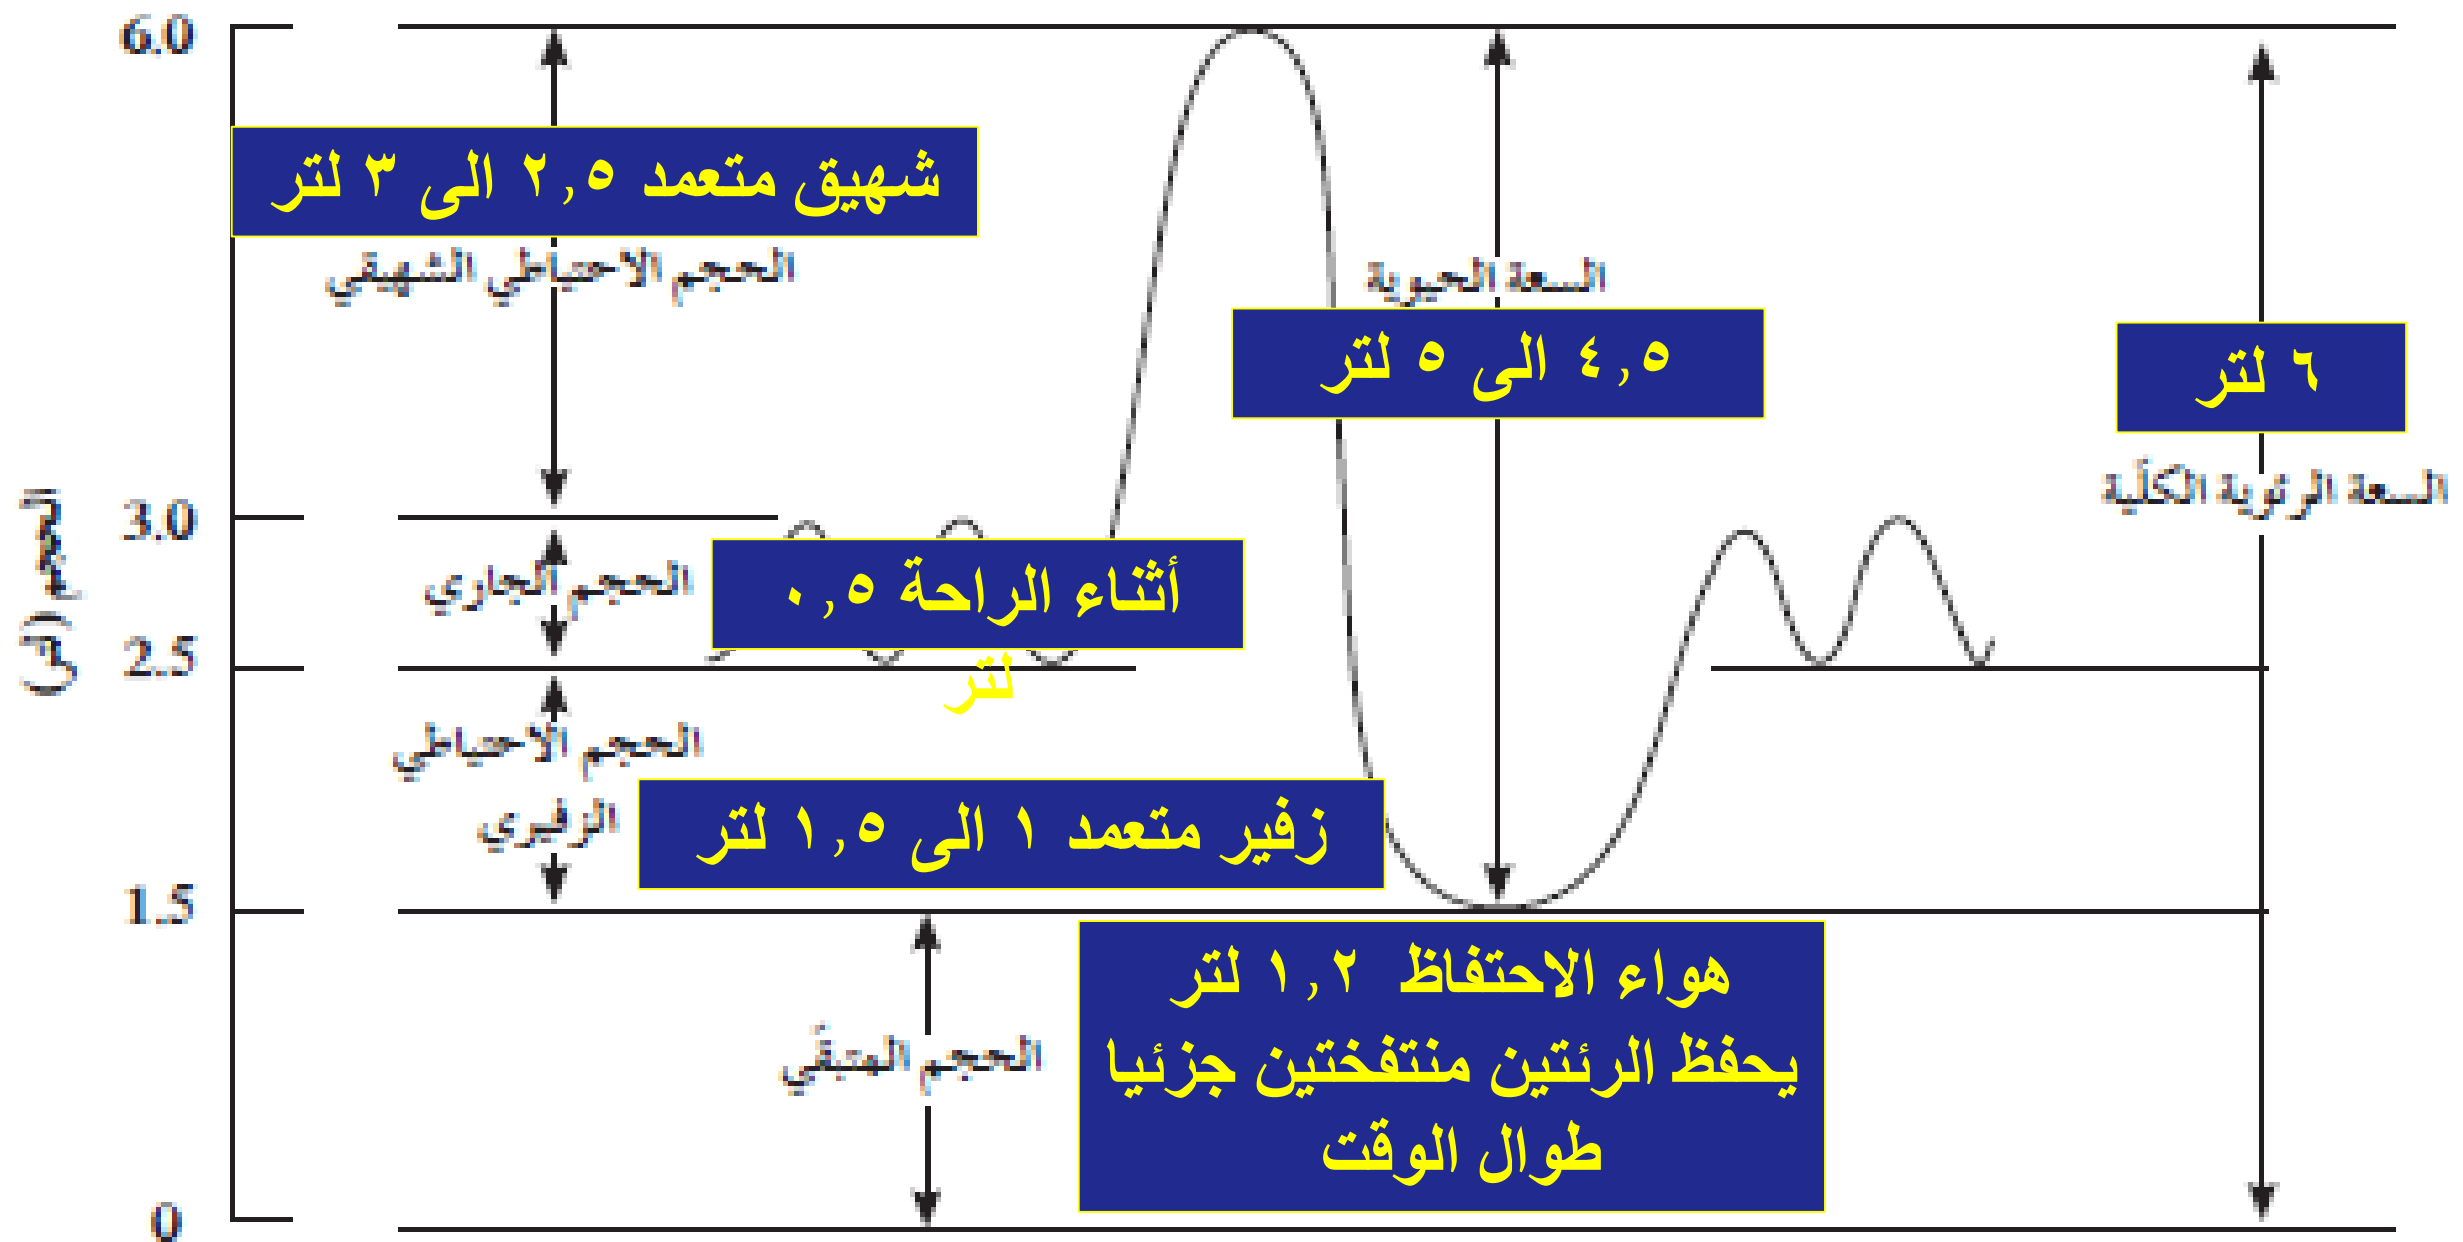 6.0
شهيق متعمد ٢,٥ الى ٣ لتر
الحجم الاحتياطي الشهيقي
السعة الحيوية
٤,٥ الى ٥ لتر
٦ لتر
السعة الرئوية الكلّية
3.0
الحجم الجاري
أثناء الراحة ٠,٥
لتر
الحجم (لتر)
2.5
الحجم الاحتياطي
الزفيري
زفير متعمد ١ الى ١,٥ لتر
1.5
هواء الاحتفاظ ١,٢ لتر
يحفظ الرئتين منتفختين جزئيا
طوال الوقت
الحجم المتبقّي
0